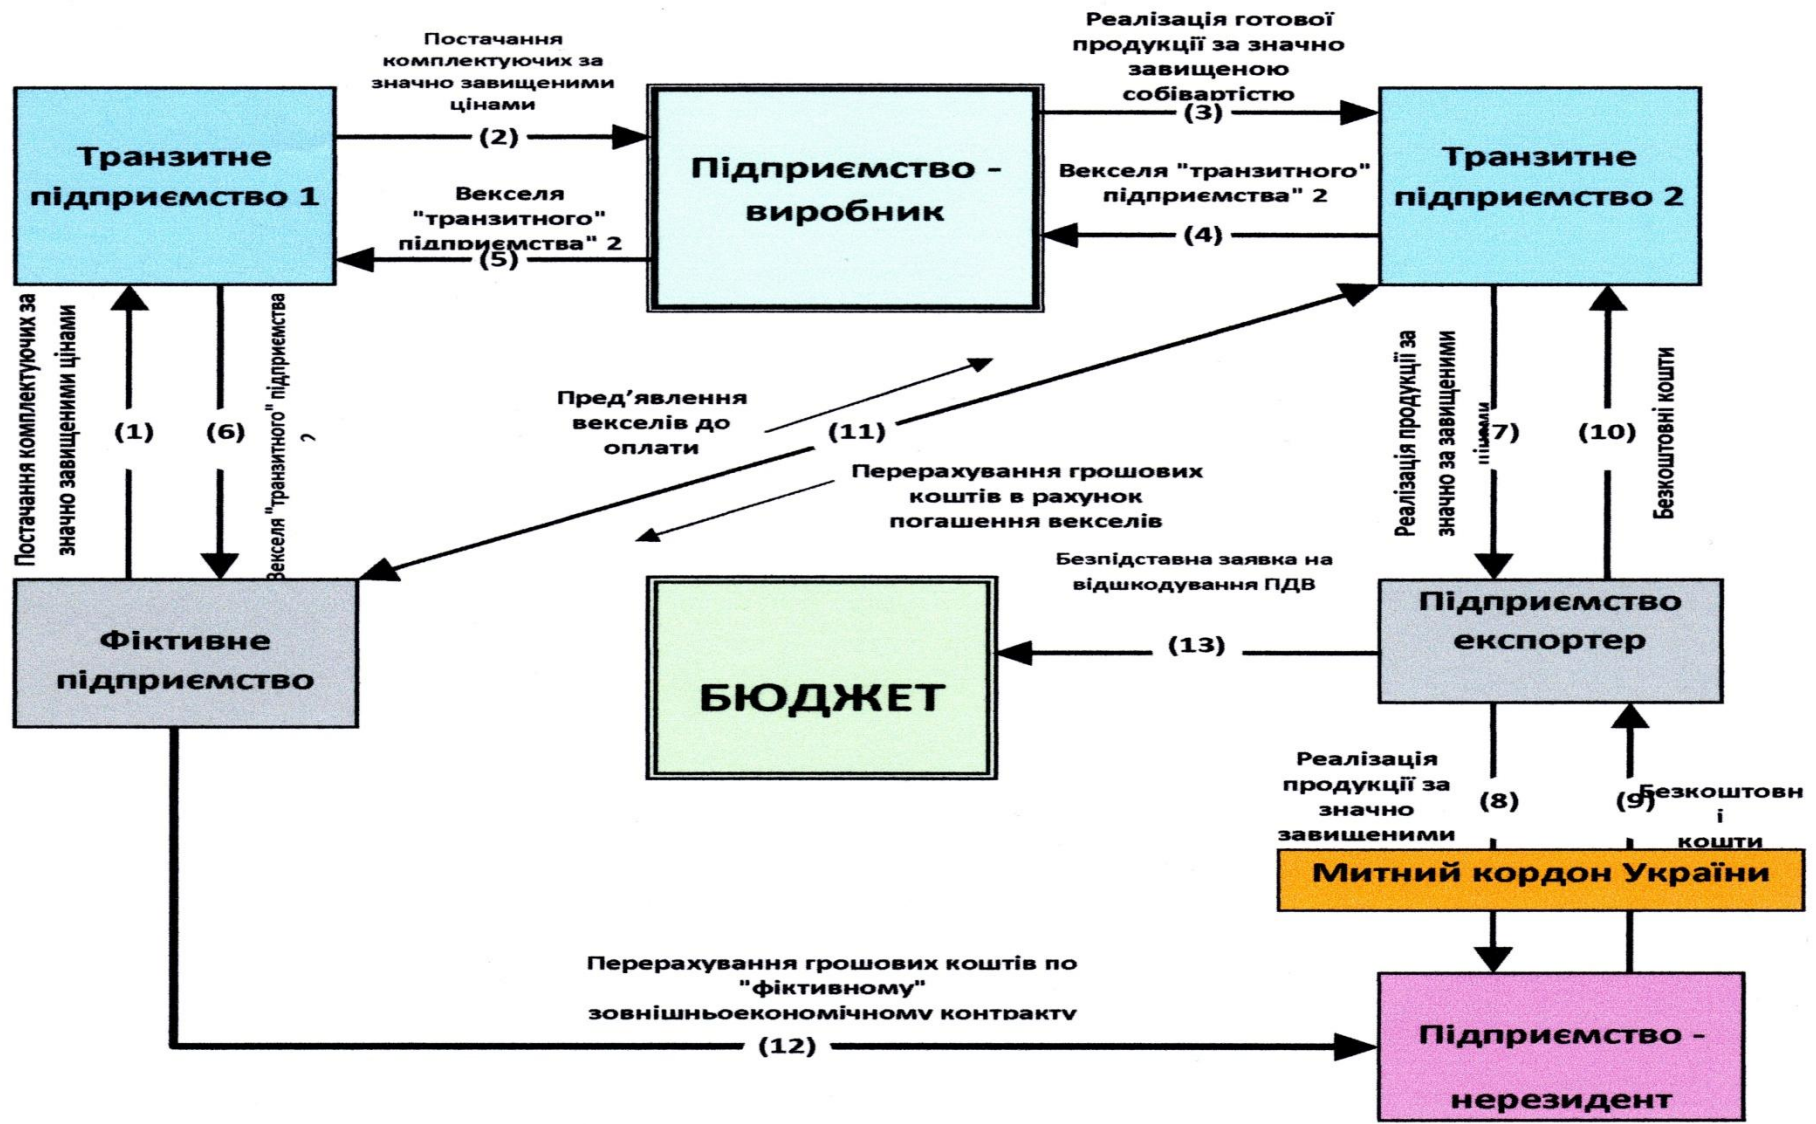 Постачання
комплектуючих за
значно завищеними
цінами
(2)
Реалізація готової
продукції за значно
завищеною
собівартістю
(3)
Транзитне
підприємство 1
Підприємство -
виробник
Транзитне
підприємство 2
Векселя
"транзитного"
підприємства" 2
(5)
Векселя "транзитного"
підприємства" 2
(4)
Постачання комплектуючих за
значно завищеними цінами
(1)
(6)
Векселя "транзитного" підприємства
2
Пред’явлення
векселів до
оплати
(11)
Перерахування грошових
коштів в рахунок
погашення векселів
Реалізація продукції за
значно за завищеними
цінами
7)
(10)
Безкоштовні кошти
Фіктивне
підприємство
БЮДЖЕТ
Безпідставна заявка на
відшкодування ПДВ
(13)
Підприємство
експортер
Реалізація
продукції за
значно
завищеними
(8)
(9)
Безкоштовн
і
кошти
Митний кордон України
Перерахування грошових коштів по
"фіктивному"
зовнішньоекономічному контракту
(12)
Підприємство -
нерезидент